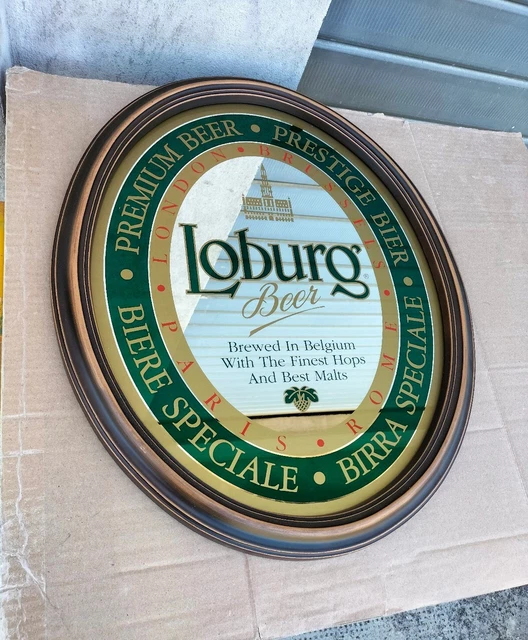 PREMIUM BEER • PRESTIGE BIER • BIRRA SPECIALE • BIERE SPECIALE •
LONDON • BRUSSELS • ROME • PARIS •
Loburg
Beer
Brewed In Belgium
With The Finest Hops
And Best Malts